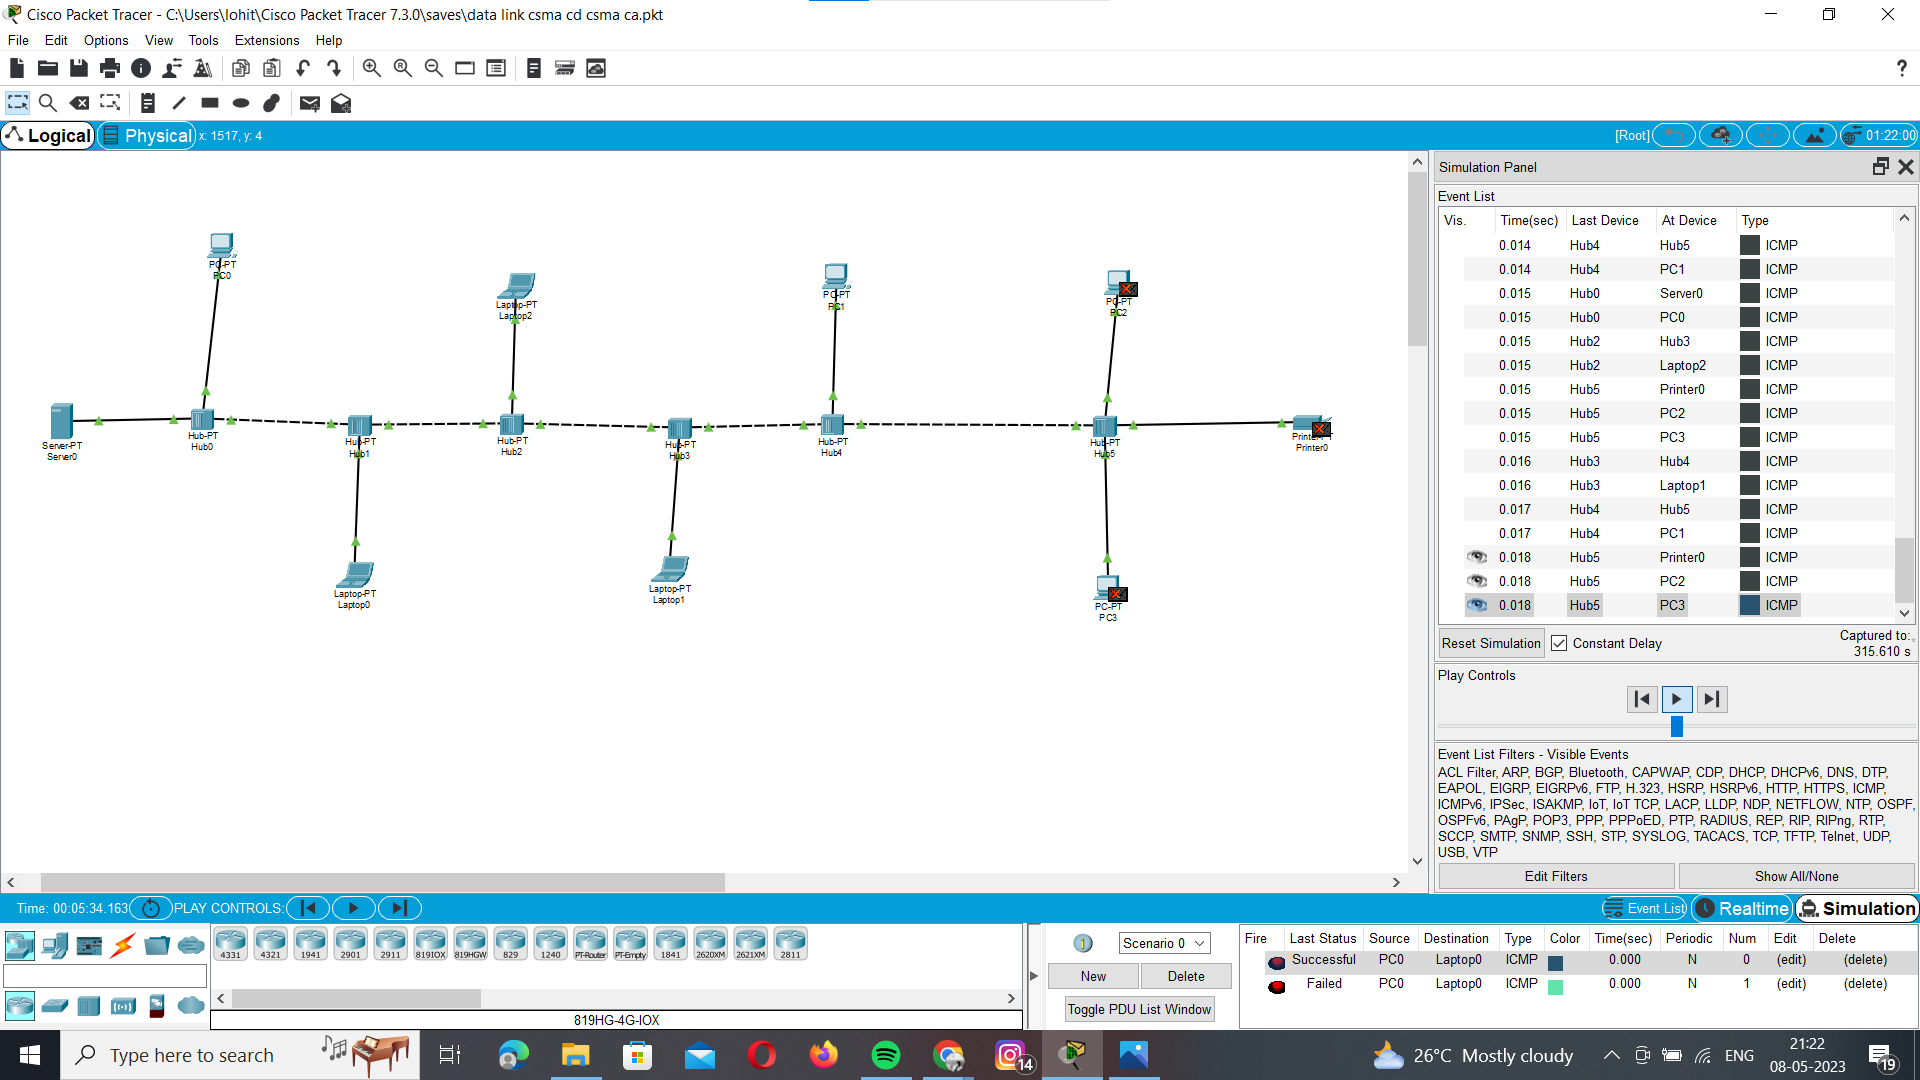 Cisco Packet Tracer - C:\Users\lohit\Cisco Packet Tracer 7.3.0\saves\data link csma cd csma ca.pkt
File Edit Options View Tools Extensions Help
Logical Physical x: 1517, y: 4 [Root] 01:22:00
PC-PT
PC0
Laptop-PT
Laptop2
PC-PT
PC1
PC-PT
PC2
Server-PT
Server0
Hub-PT
Hub0
Hub-PT
Hub1
Hub-PT
Hub2
Hub-PT
Hub3
Hub-PT
Hub4
Hub-PT
Hub5
Printer-PT
Printer0
Laptop-PT
Laptop0
Laptop-PT
Laptop1
PC-PT
PC3
Simulation Panel
Event List
Vis. Time(sec) Last Device At Device Type
0.014 Hub4 Hub5 ICMP
0.014 Hub4 PC1 ICMP
0.015 Hub0 Server0 ICMP
0.015 Hub0 PC0 ICMP
0.015 Hub2 Hub3 ICMP
0.015 Hub2 Laptop2 ICMP
0.015 Hub5 Printer0 ICMP
0.015 Hub5 PC2 ICMP
0.015 Hub5 PC3 ICMP
0.016 Hub3 Hub4 ICMP
0.016 Hub3 Laptop1 ICMP
0.017 Hub4 Hub5 ICMP
0.017 Hub4 PC1 ICMP
0.018 Hub5 Printer0 ICMP
0.018 Hub5 PC2 ICMP
0.018 Hub5 PC3 ICMP
Reset Simulation Constant Delay
Captured to:
315.610 s
Play Controls
Event List Filters - Visible Events
ACL Filter, ARP, BGP, Bluetooth, CAPWAP, CDP, DHCP, DHCPv6, DNS, DTP,
EAPOL, EIGRP, EIGRPv6, FTP, H.323, HSRP, HSRPv6, HTTP, HTTPS, ICMP,
ICMPv6, IPSec, ISAKMP, IoT, IoT TCP, LACP, LLDP, NDP, NETFLOW, NTP, OSPF,
OSPFv6, PAgP, POP3, PPP, PPPoED, PTP, RADIUS, REP, RIP, RIPng, RTP,
SCCP, SMTP, SNMP, SSH, STP, SYSLOG, TACACS, TCP, TFTP, Telnet, UDP,
USB, VTP
Edit Filters Show All/None
Time: 00:05:34.163 PLAY CONTROLS: Event List Realtime Simulation
4331 4321 1941 2901 2911 819IOX 819HGW 829 1240 PT-Router PT-Empty 1841 2620XM 2621XM 2811
819HG-4G-IOX
Scenario 0
New Delete
Toggle PDU List Window
Fire Last Status Source Destination Type Color Time(sec) Periodic Num Edit Delete
Successful PC0 Laptop0 ICMP 0.000 N 0 (edit) (delete)
Failed PC0 Laptop0 ICMP 0.000 N 1 (edit) (delete)
Type here to search
14
26°C Mostly cloudy
ENG
21:22
08-05-2023
19